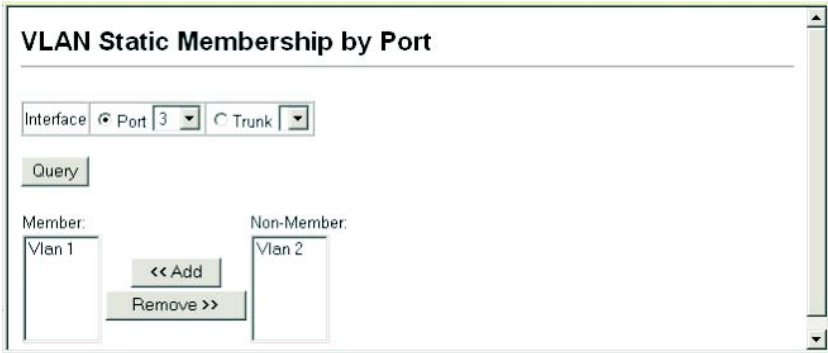 VLAN Static Membership by Port
Interface Port 3 Trunk
Query
Member: Non-Member:
Vlan 1 Vlan 2
<< Add
Remove >>